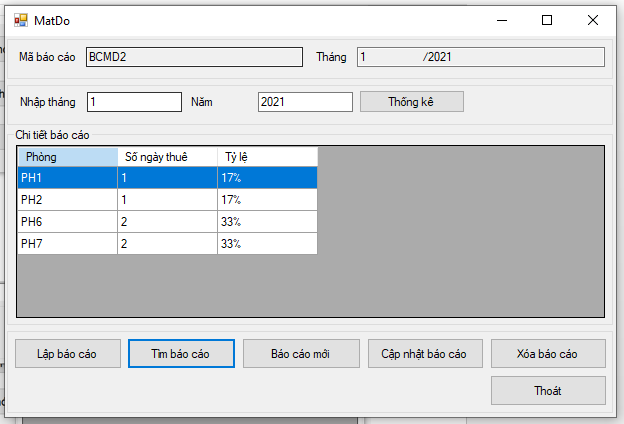 MatDo
Mã báo cáo BCMD2 Tháng 1 /2021
Nhập tháng 1 Năm 2021 Thống kê
Chi tiết báo cáo
Phòng Số ngày thuê Tỷ lệ
PH1 1 17%
PH2 1 17%
PH6 2 33%
PH7 2 33%
Lập báo cáo Tìm báo cáo Báo cáo mới Cập nhật báo cáo Xóa báo cáo
Thoát